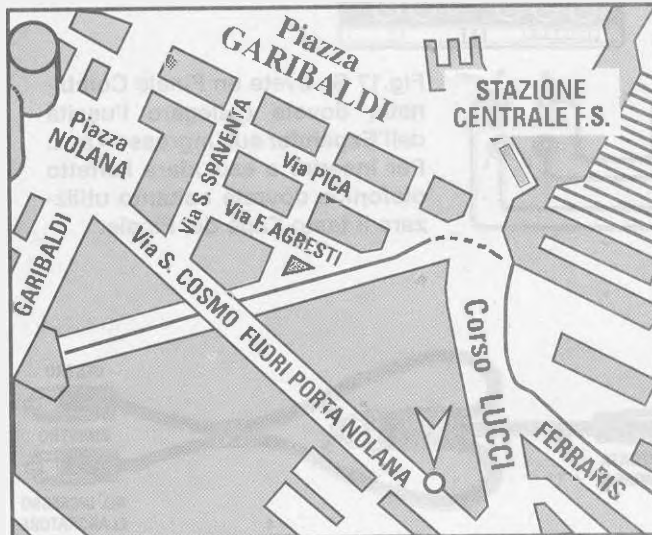 Piazza
GARIBALDI
STAZIONE
CENTRALE F.S.
Piazza
NOLANA
Via S. SPAVENTA
Via PICA
Via F. AGRESTI
GARIBALDI
Via S. COSMO FUORI PORTA NOLANA
Corso LUCCI
FERRARIS